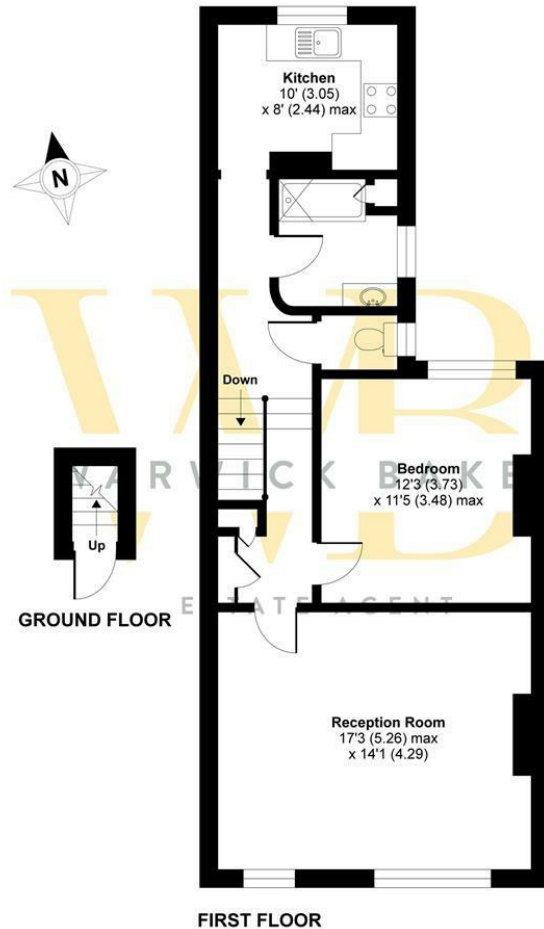 Kitchen
10' (3.05)
x 8' (2.44) max
N
WB
Down
Bedroom
12'3 (3.73)
x 11'5 (3.48) max
WARWICK BAKE
Up
GROUND FLOOR
ESTATE AGENT
Reception Room
17'3 (5.26) max
x 14'1 (4.29)
FIRST FLOOR